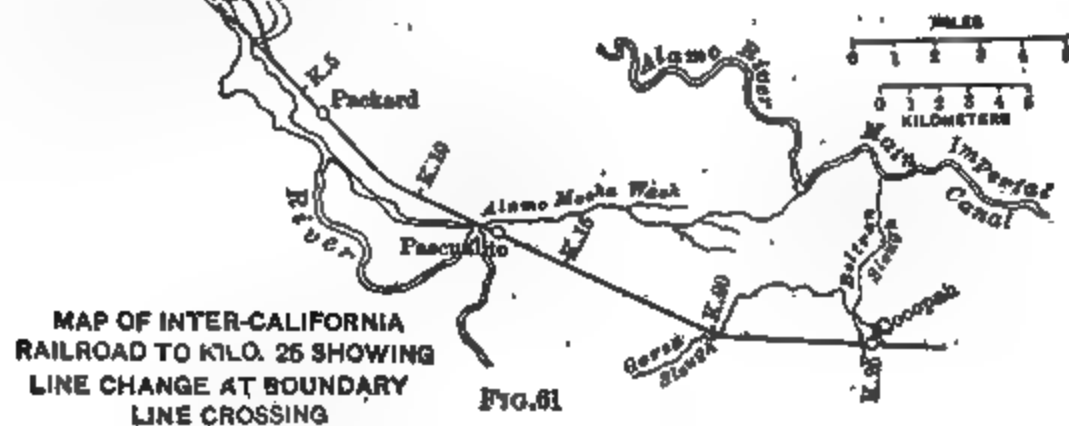 MILES
0 1 2 3 4 5
0 1 2 3 4 5
KILOMETERS
Alamo River
Main Imperial
Canal
K.5
Packard
K.10
River
Alamo Mocho Wash
Pascualito
K.15
K.20
Garza
Slough
Beltran
Slough
Cocopah
K.25
MAP OF INTER-CALIFORNIA
RAILROAD TO KILO. 25 SHOWING
LINE CHANGE AT BOUNDARY
LINE CROSSING
FIG.61